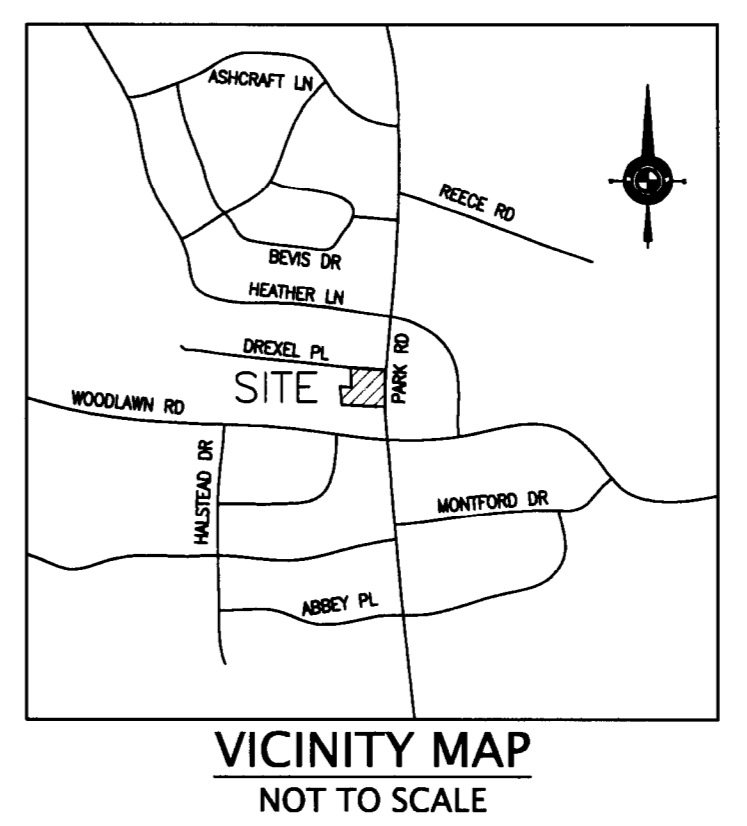 ASHCRAFT LN
REECE RD
BEVIS DR
HEATHER LN
DREXEL PL
PARK RD
SITE
WOODLAWN RD
HALSTEAD DR
MONTFORD DR
ABBEY PL
VICINITY MAP
NOT TO SCALE